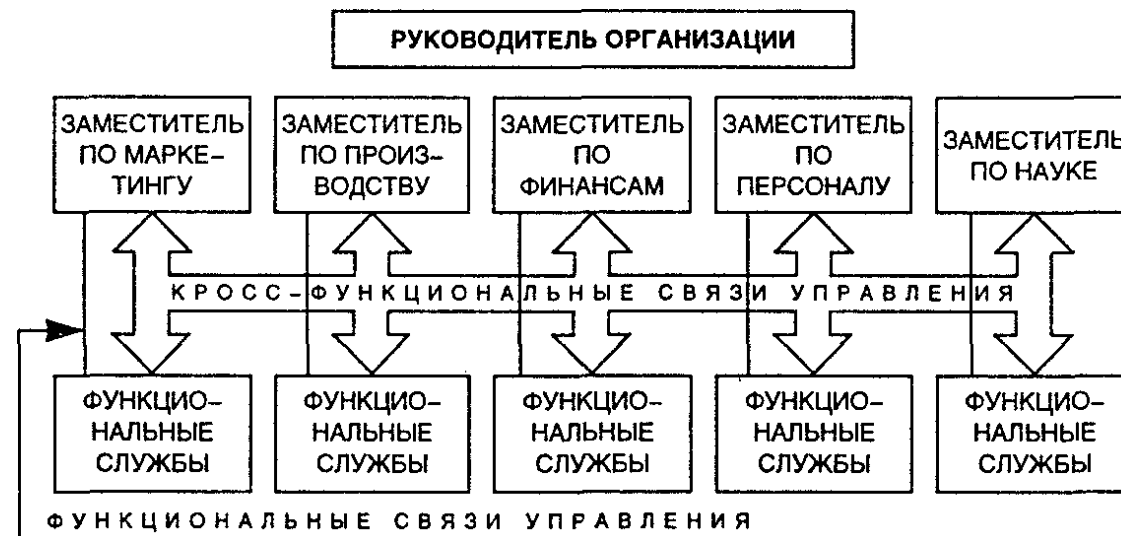 РУКОВОДИТЕЛЬ ОРГАНИЗАЦИИ
ЗАМЕСТИТЕЛЬ
ПО МАРКЕ-
ТИНГУ
ЗАМЕСТИТЕЛЬ
ПО ПРОИЗ-
ВОДСТВУ
ЗАМЕСТИТЕЛЬ
ПО
ФИНАНСАМ
ЗАМЕСТИТЕЛЬ
ПО
ПЕРСОНАЛУ
ЗАМЕСТИТЕЛЬ
ПО НАУКЕ
КРОСС-ФУНКЦИОНАЛЬНЫЕ СВЯЗИ УПРАВЛЕНИЯ
ФУНКЦИО-
НАЛЬНЫЕ
СЛУЖБЫ
ФУНКЦИО-
НАЛЬНЫЕ
СЛУЖБЫ
ФУНКЦИО-
НАЛЬНЫЕ
СЛУЖБЫ
ФУНКЦИО-
НАЛЬНЫЕ
СЛУЖБЫ
ФУНКЦИО-
НАЛЬНЫЕ
СЛУЖБЫ
ФУНКЦИОНАЛЬНЫЕ СВЯЗИ УПРАВЛЕНИЯ